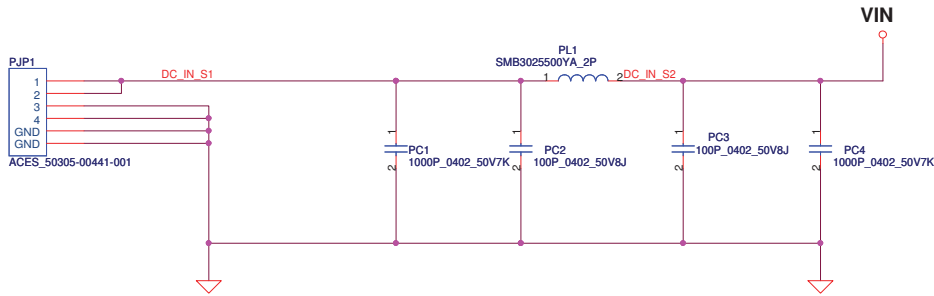 VIN
PJP1
1
2
3
4
GND
GND
ACES_50305-00441-001
DC_IN_S1
PL1
SMB3025500YA_2P
1
2
DC_IN_S2
1
2
PC1
1000P_0402_50V7K
1
2
PC2
100P_0402_50V8J
1
2
PC3
100P_0402_50V8J
1
2
PC4
1000P_0402_50V7K